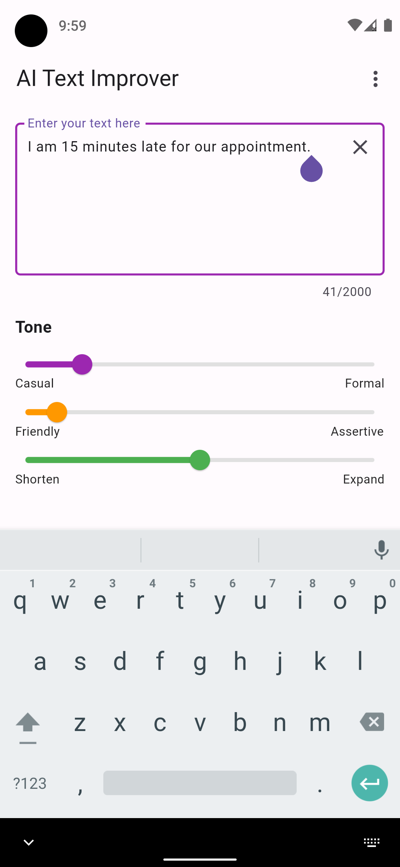 9:59
AI Text Improver
Enter your text here
I am 15 minutes late for our appointment.
41/2000
Tone
Casual Formal
Friendly Assertive
Shorten Expand
1 2 3 4 5 6 7 8 9 0
q w e r t y u i o p
a s d f g h j k l
z x c v b n m
?123 , .